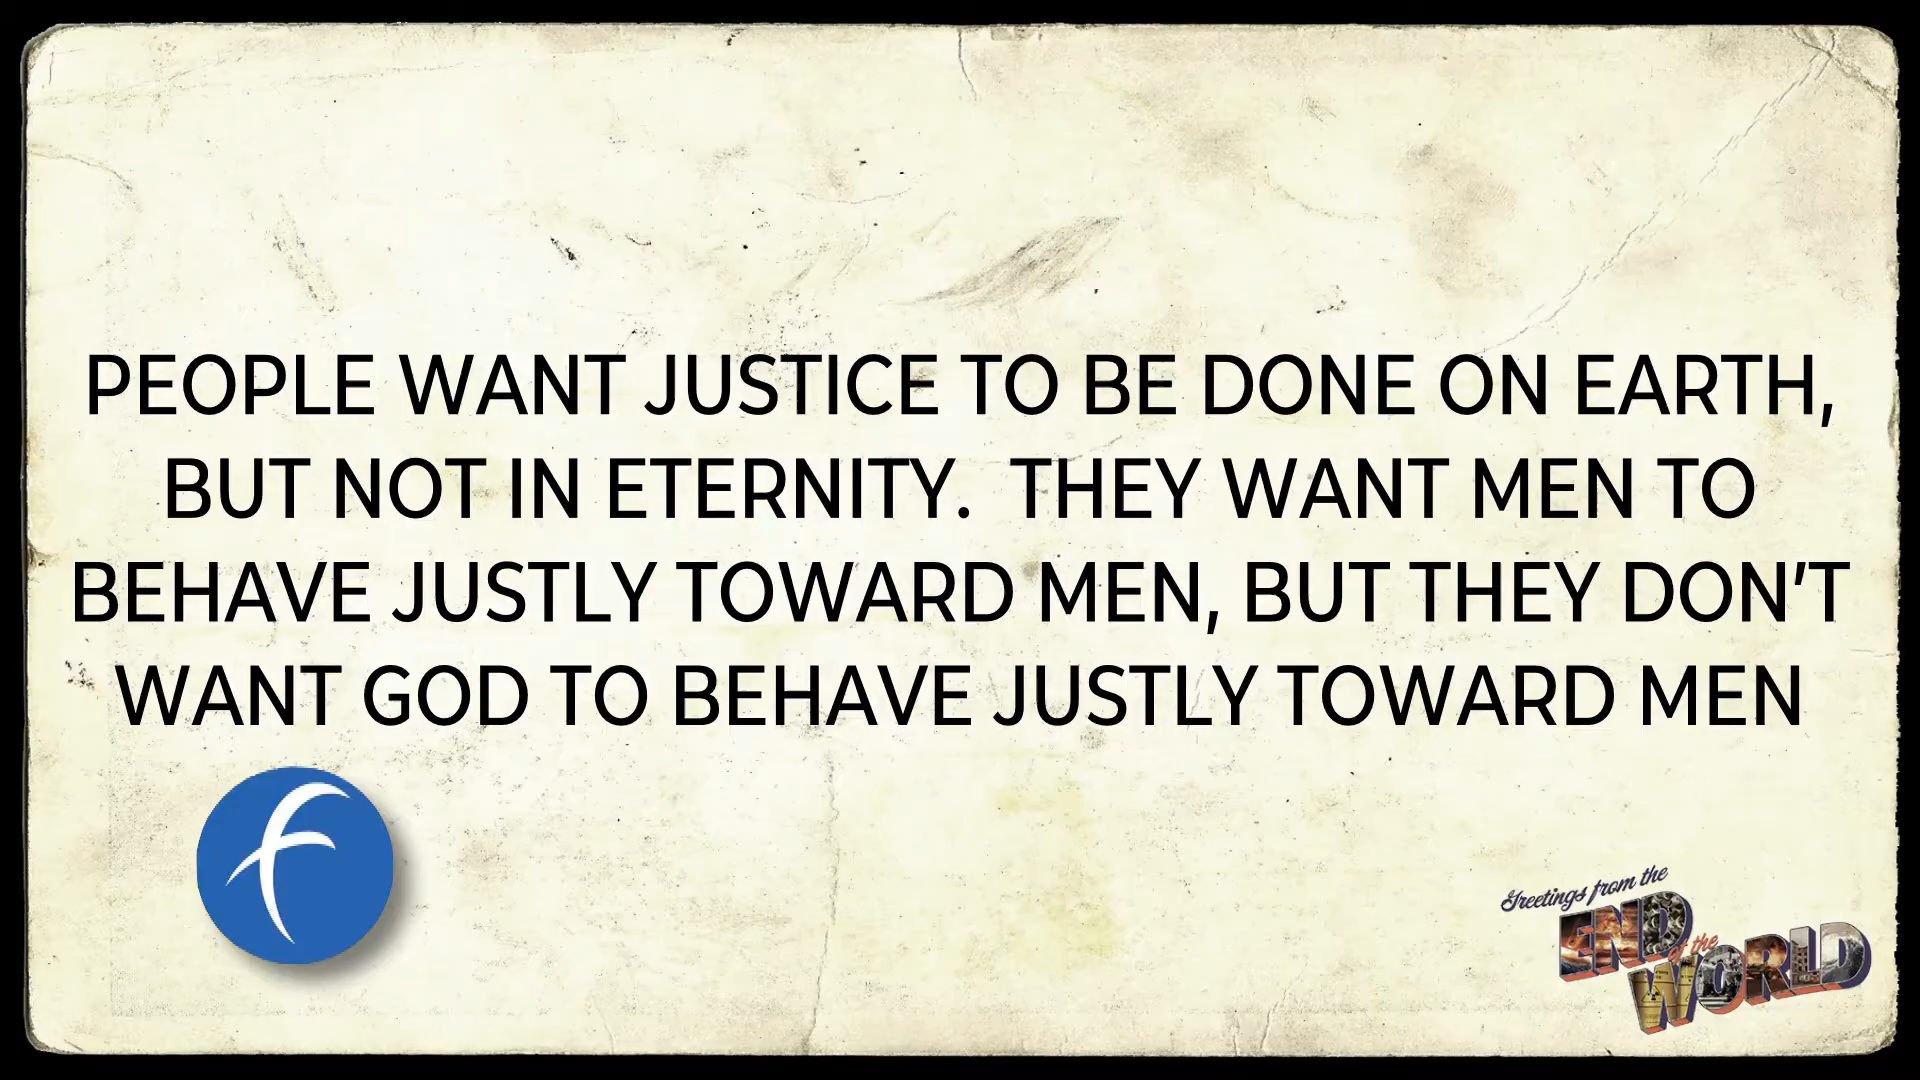 PEOPLE WANT JUSTICE TO BE DONE ON EARTH,
BUT NOT IN ETERNITY.  THEY WANT MEN TO
BEHAVE JUSTLY TOWARD MEN, BUT THEY DON'T
WANT GOD TO BEHAVE JUSTLY TOWARD MEN
Greetings from the
END
of the
WORLD